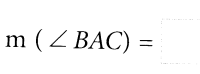 m ( ∠ BAC) =